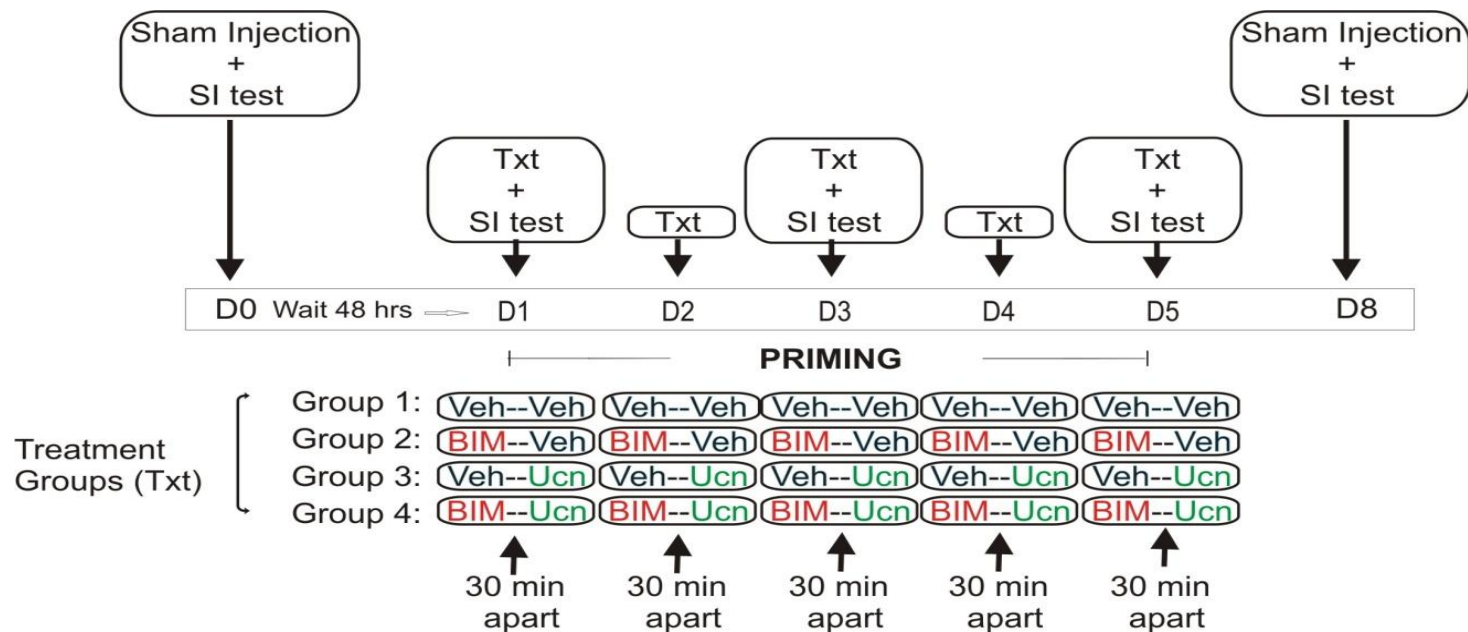 Sham Injection
+
SI test
Sham Injection
+
SI test
Txt
+
SI test
Txt
Txt
+
SI test
Txt
Txt
+
SI test
D0 Wait 48 hrs D1 D2 D3 D4 D5 D8
PRIMING
Treatment
Groups (Txt)
Group 1: Veh--Veh Veh--Veh Veh--Veh Veh--Veh Veh--Veh
Group 2: BIM--Veh BIM--Veh BIM--Veh BIM--Veh BIM--Veh
Group 3: Veh--Ucn Veh--Ucn Veh--Ucn Veh--Ucn Veh--Ucn
Group 4: BIM--Ucn BIM--Ucn BIM--Ucn BIM--Ucn BIM--Ucn
30 min
apart
30 min
apart
30 min
apart
30 min
apart
30 min
apart